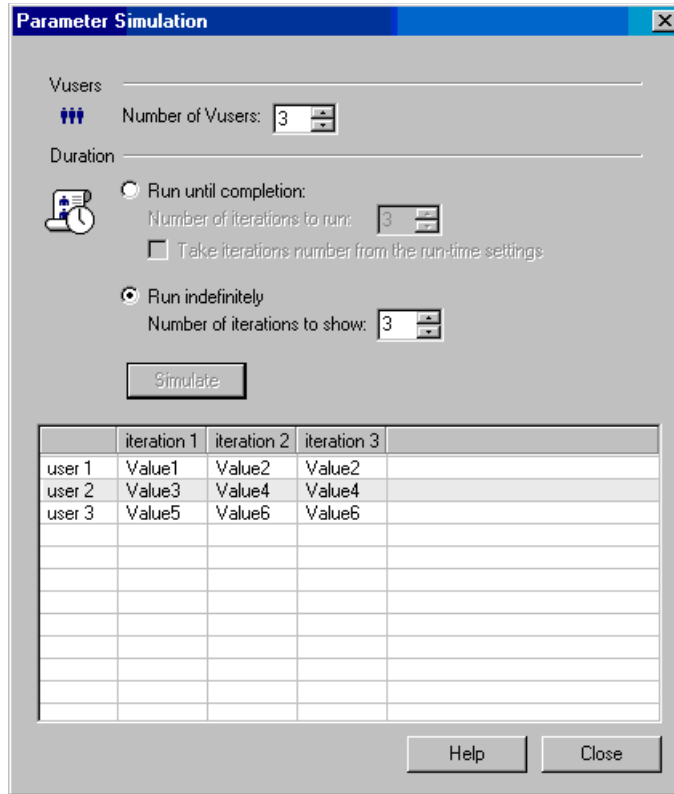 Parameter Simulation
Vusers
Number of Vusers: 3
Duration
Run until completion:
Number of iterations to run: 3
Take iterations number from the run-time settings
Run indefinitely
Number of iterations to show: 3
Simulate
iteration 1 iteration 2 iteration 3
user 1 Value1 Value2 Value2
user 2 Value3 Value4 Value4
user 3 Value5 Value6 Value6
Help Close